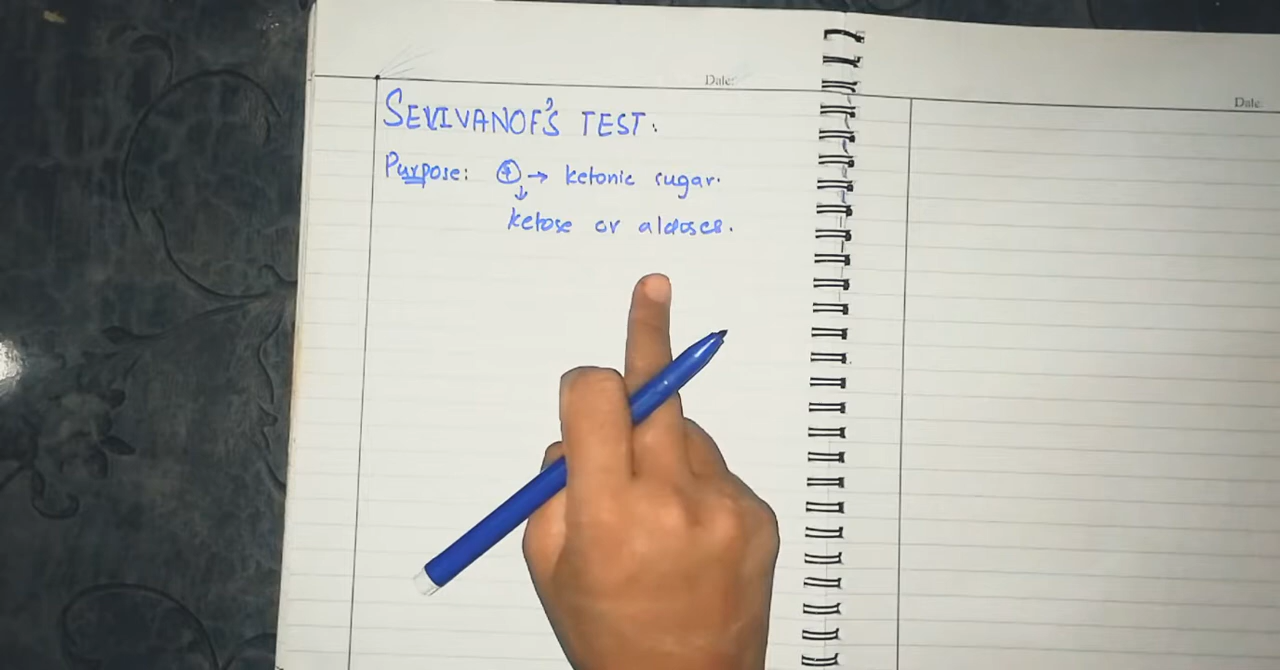 SELIVANOF'S TEST:
Purpose: + → ketonic sugar.
↓
ketose or aldoses.
Date:
Date: